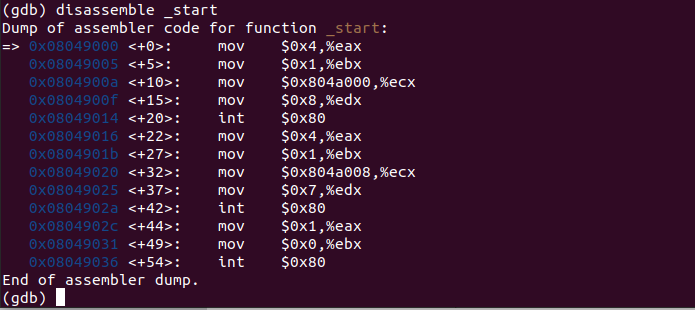 (gdb) disassemble _start
Dump of assembler code for function _start:
=> 0x08049000 <+0>:     mov    $0x4,%eax
   0x08049005 <+5>:     mov    $0x1,%ebx
   0x0804900a <+10>:    mov    $0x804a000,%ecx
   0x0804900f <+15>:    mov    $0x8,%edx
   0x08049014 <+20>:    int    $0x80
   0x08049016 <+22>:    mov    $0x4,%eax
   0x0804901b <+27>:    mov    $0x1,%ebx
   0x08049020 <+32>:    mov    $0x804a008,%ecx
   0x08049025 <+37>:    mov    $0x7,%edx
   0x0804902a <+42>:    int    $0x80
   0x0804902c <+44>:    mov    $0x1,%eax
   0x08049031 <+49>:    mov    $0x0,%ebx
   0x08049036 <+54>:    int    $0x80
End of assembler dump.
(gdb)